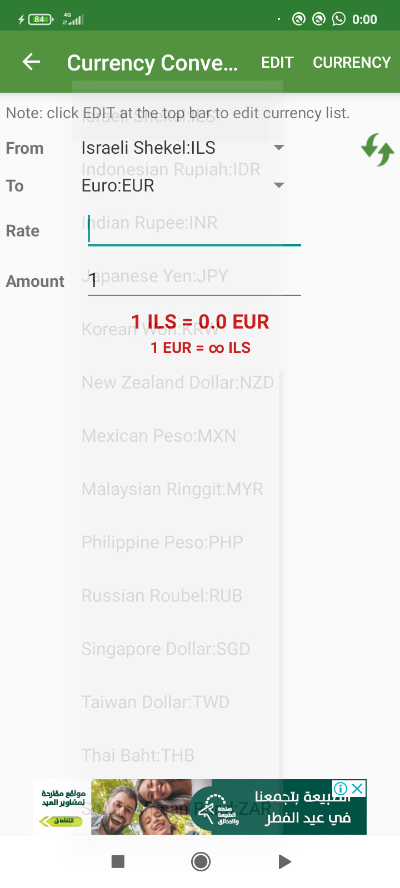 84
4G
0:00
Currency Conve...
EDIT
CURRENCY
Note: click EDIT at the top bar to edit currency list.
Israeli Shekel:ILS
From
Israeli Shekel:ILS
Indonesian Rupiah:IDR
To
Euro:EUR
Indian Rupee:INR
Rate
Japanese Yen:JPY
Amount
1
1 ILS = 0.0 EUR
Korean Won:KRW
1 EUR = ∞ ILS
New Zealand Dollar:NZD
Mexican Peso:MXN
Malaysian Ringgit:MYR
Philippine Peso:PHP
Russian Roubel:RUB
Singapore Dollar:SGD
Taiwan Dollar:TWD
Thai Baht:THB
مواقع مقترحة
لمشاوير العيد
الطبيعة بتجمعنا
في عيد الفطر